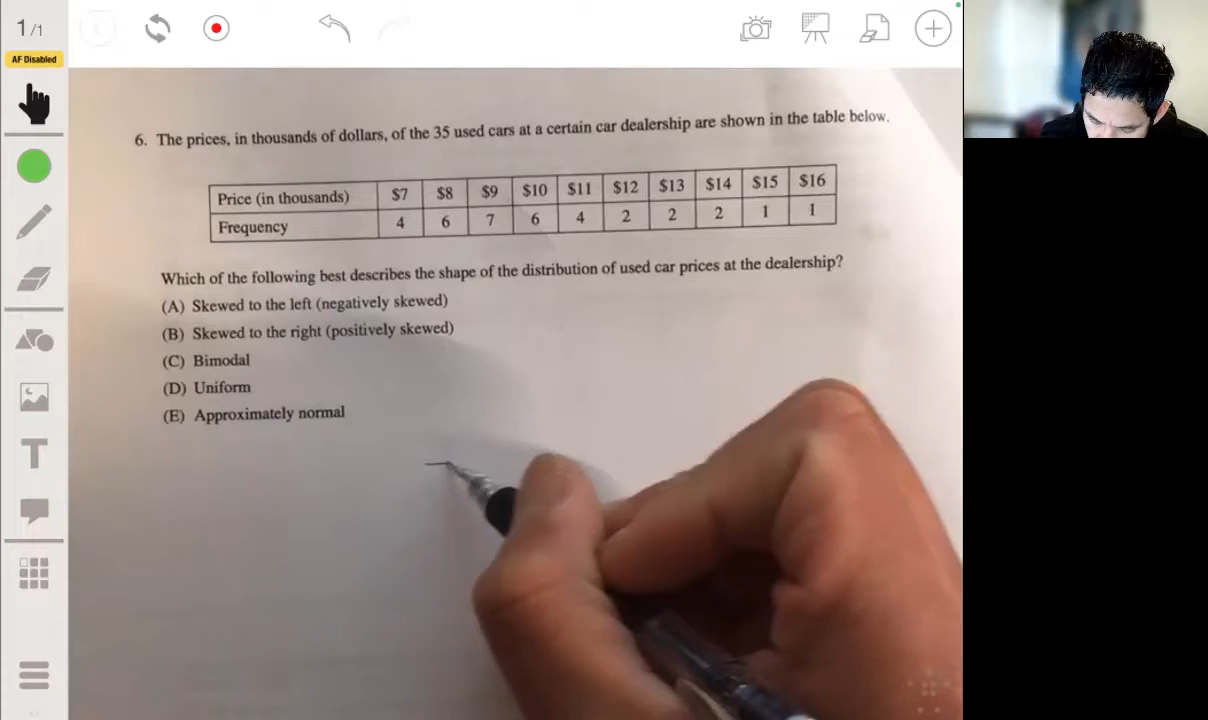 1/1
AF Disabled
6. The prices, in thousands of dollars, of the 35 used cars at a certain car dealership are shown in the table below.
Price (in thousands) $7 $8 $9 $10 $11 $12 $13 $14 $15 $16
Frequency 4 6 7 6 4 2 2 2 1 1
Which of the following best describes the shape of the distribution of used car prices at the dealership?
(A) Skewed to the left (negatively skewed)
(B) Skewed to the right (positively skewed)
(C) Bimodal
(D) Uniform
(E) Approximately normal
T